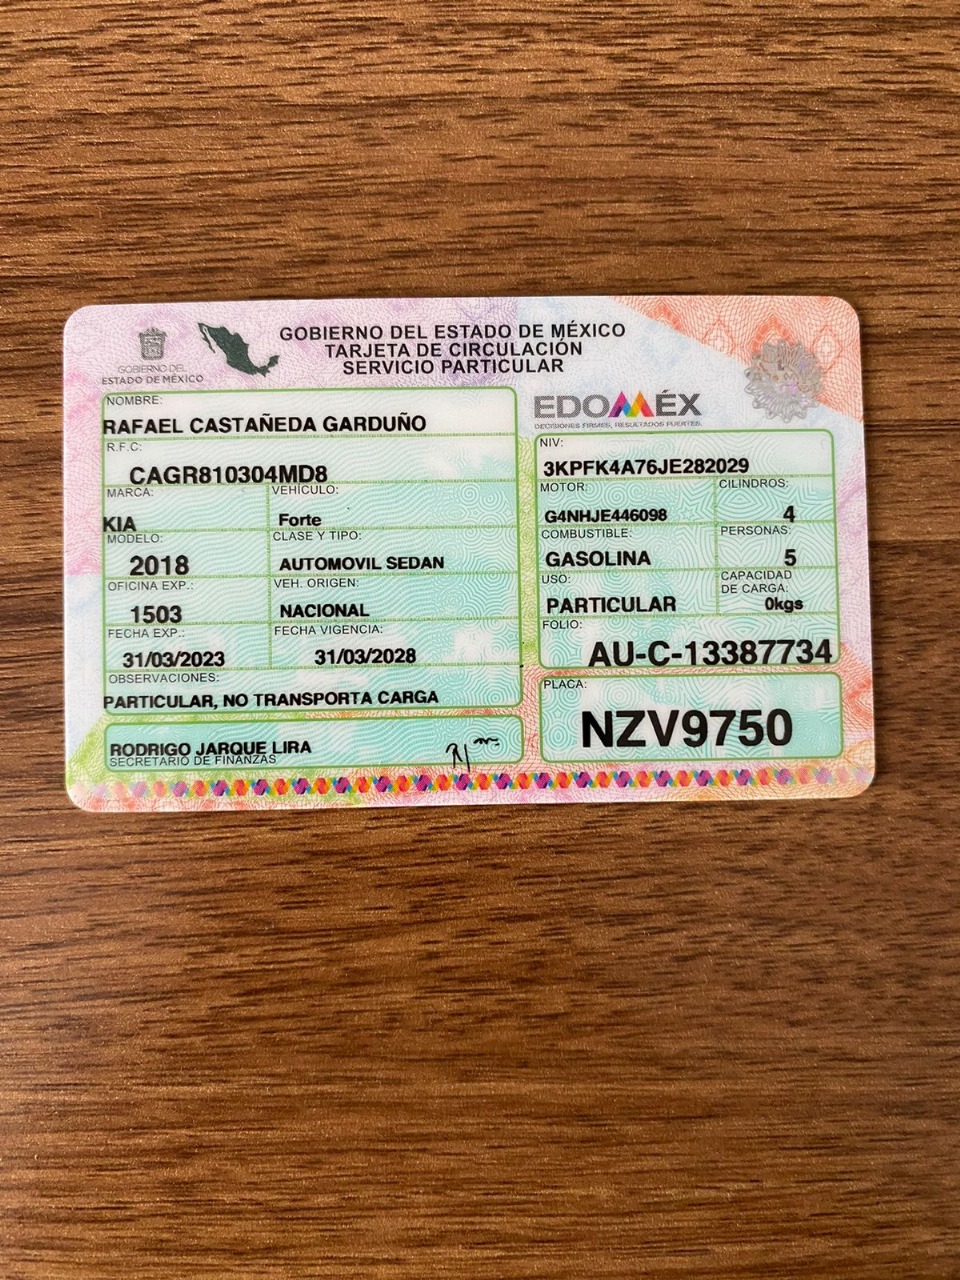 GOBIERNO DEL ESTADO DE MÉXICO
TARJETA DE CIRCULACIÓN
SERVICIO PARTICULAR
GOBIERNO DEL
ESTADO DE MÉXICO
EDOMÉX
DECISIONES FIRMES, RESULTADOS FUERTES.
NOMBRE:
RAFAEL CASTAÑEDA GARDUÑO
R.F.C:
CAGR810304MD8
MARCA:
KIA
VEHÍCULO:
Forte
MODELO:
2018
CLASE Y TIPO:
AUTOMOVIL SEDAN
OFICINA EXP.:
1503
VEH. ORIGEN:
NACIONAL
FECHA EXP.:
31/03/2023
FECHA VIGENCIA:
31/03/2028
OBSERVACIONES:
PARTICULAR, NO TRANSPORTA CARGA
RODRIGO JARQUE LIRA
SECRETARIO DE FINANZAS
NIV:
3KPFK4A76JE282029
MOTOR:
G4NHJE446098
CILINDROS:
4
COMBUSTIBLE:
GASOLINA
PERSONAS:
5
USO:
PARTICULAR
CAPACIDAD
DE CARGA:
0kgs
FOLIO:
AU-C-13387734
PLACA:
NZV9750